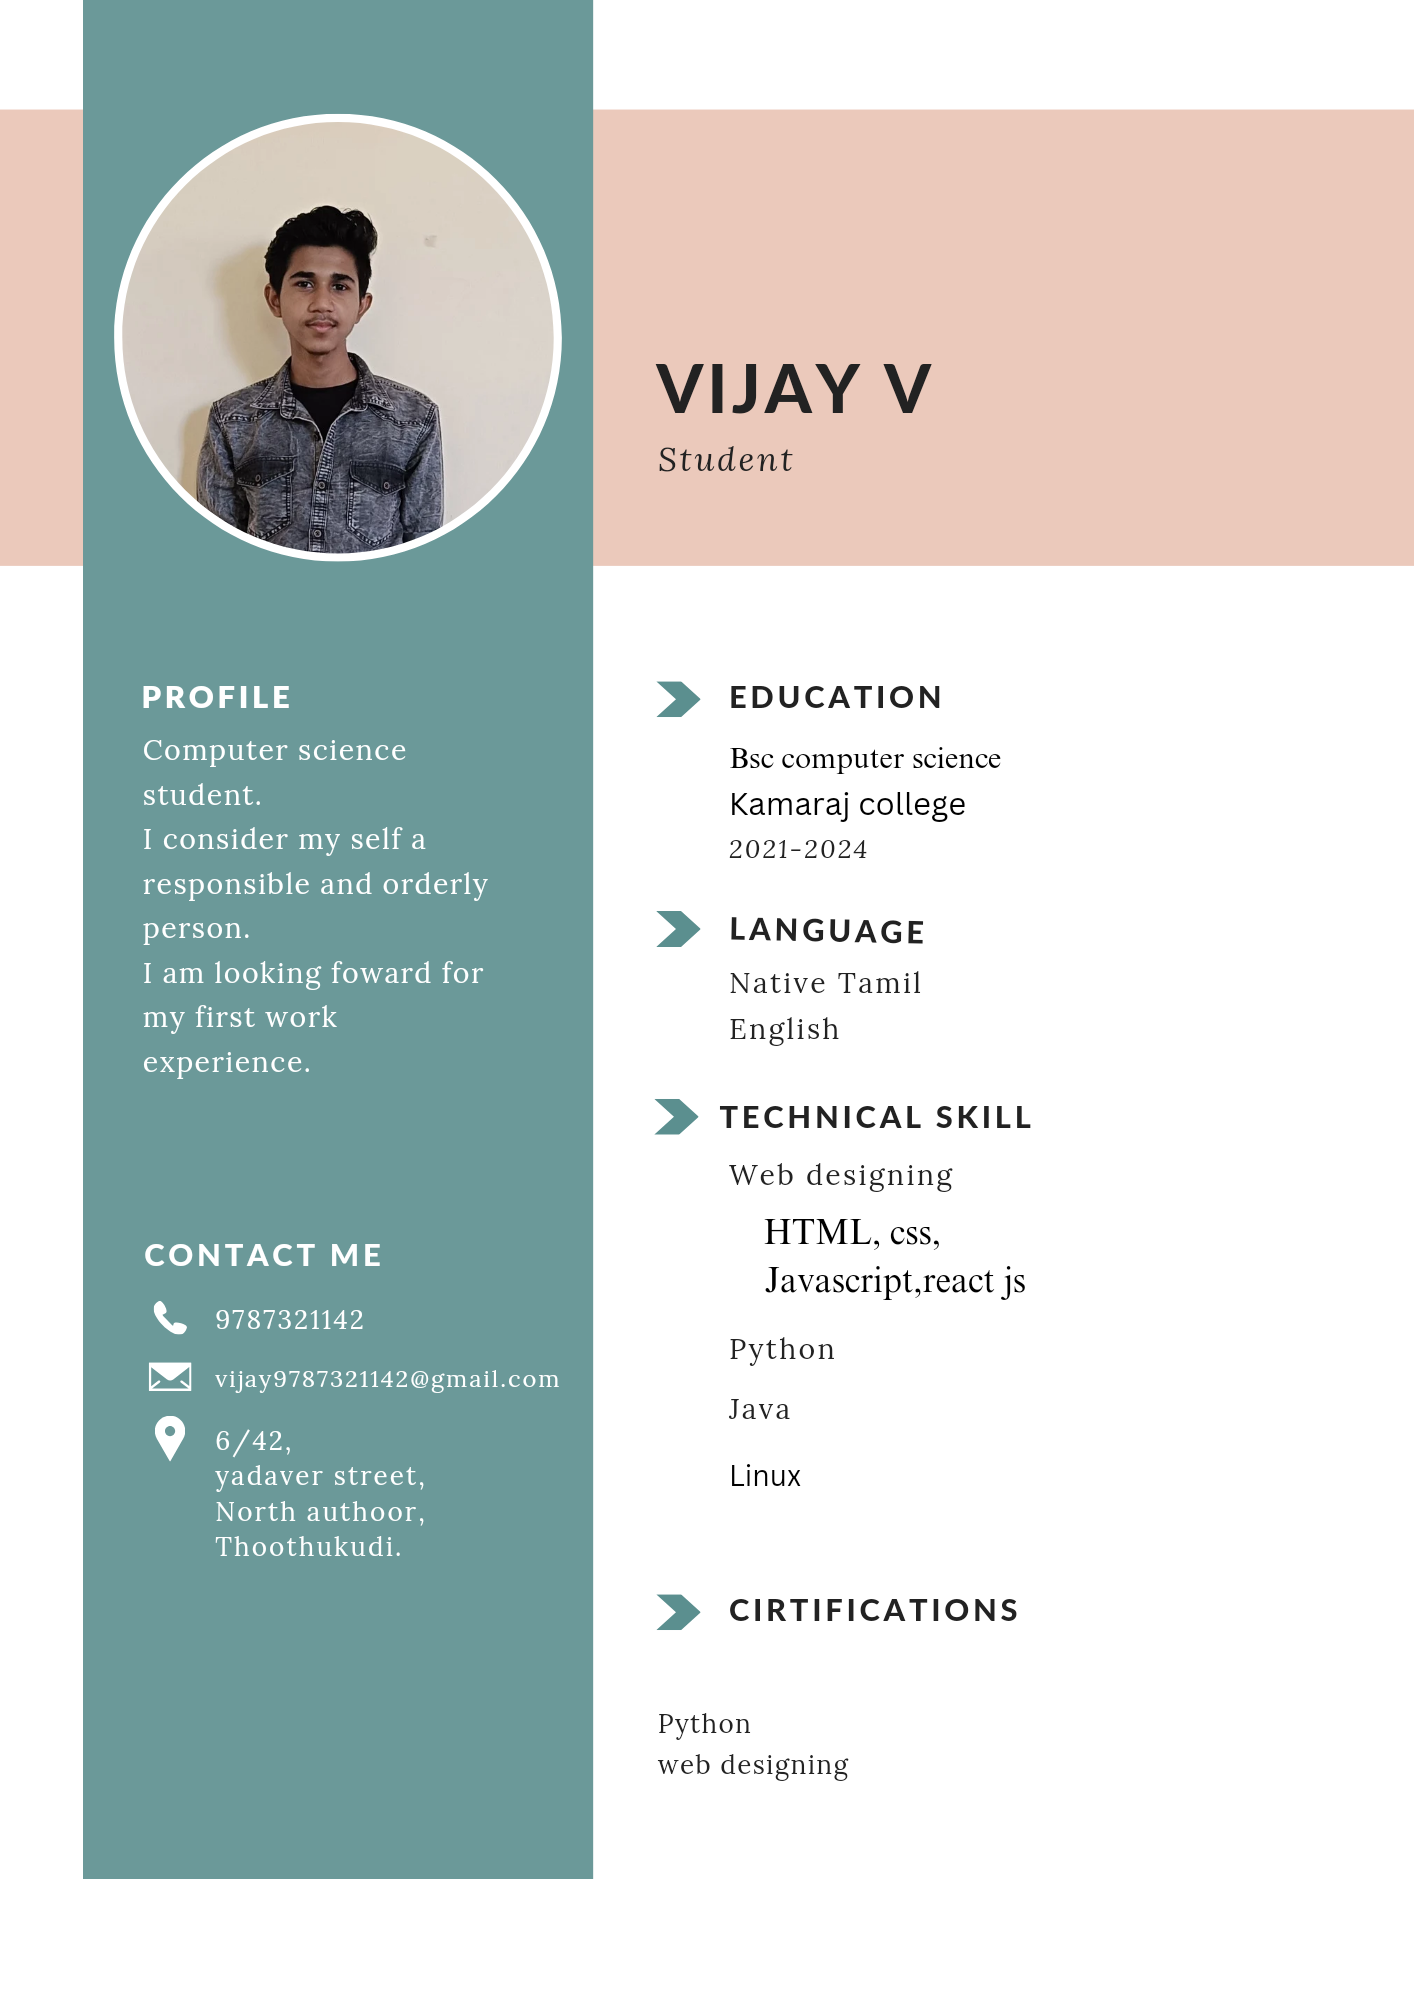 VIJAY V
Student
PROFILE
Computer science
student.
I consider my self a
responsible and orderly
person.
I am looking foward for
my first work
experience.
CONTACT ME
9787321142
vijay9787321142@gmail.com
6/42,
yadaver street,
North authoor,
Thoothukudi.
EDUCATION
Bsc computer science
Kamaraj college
2021-2024
LANGUAGE
Native Tamil
English
TECHNICAL SKILL
Web designing
HTML, css,
Javascript,react js
Python
Java
Linux
CIRTIFICATIONS
Python
web designing